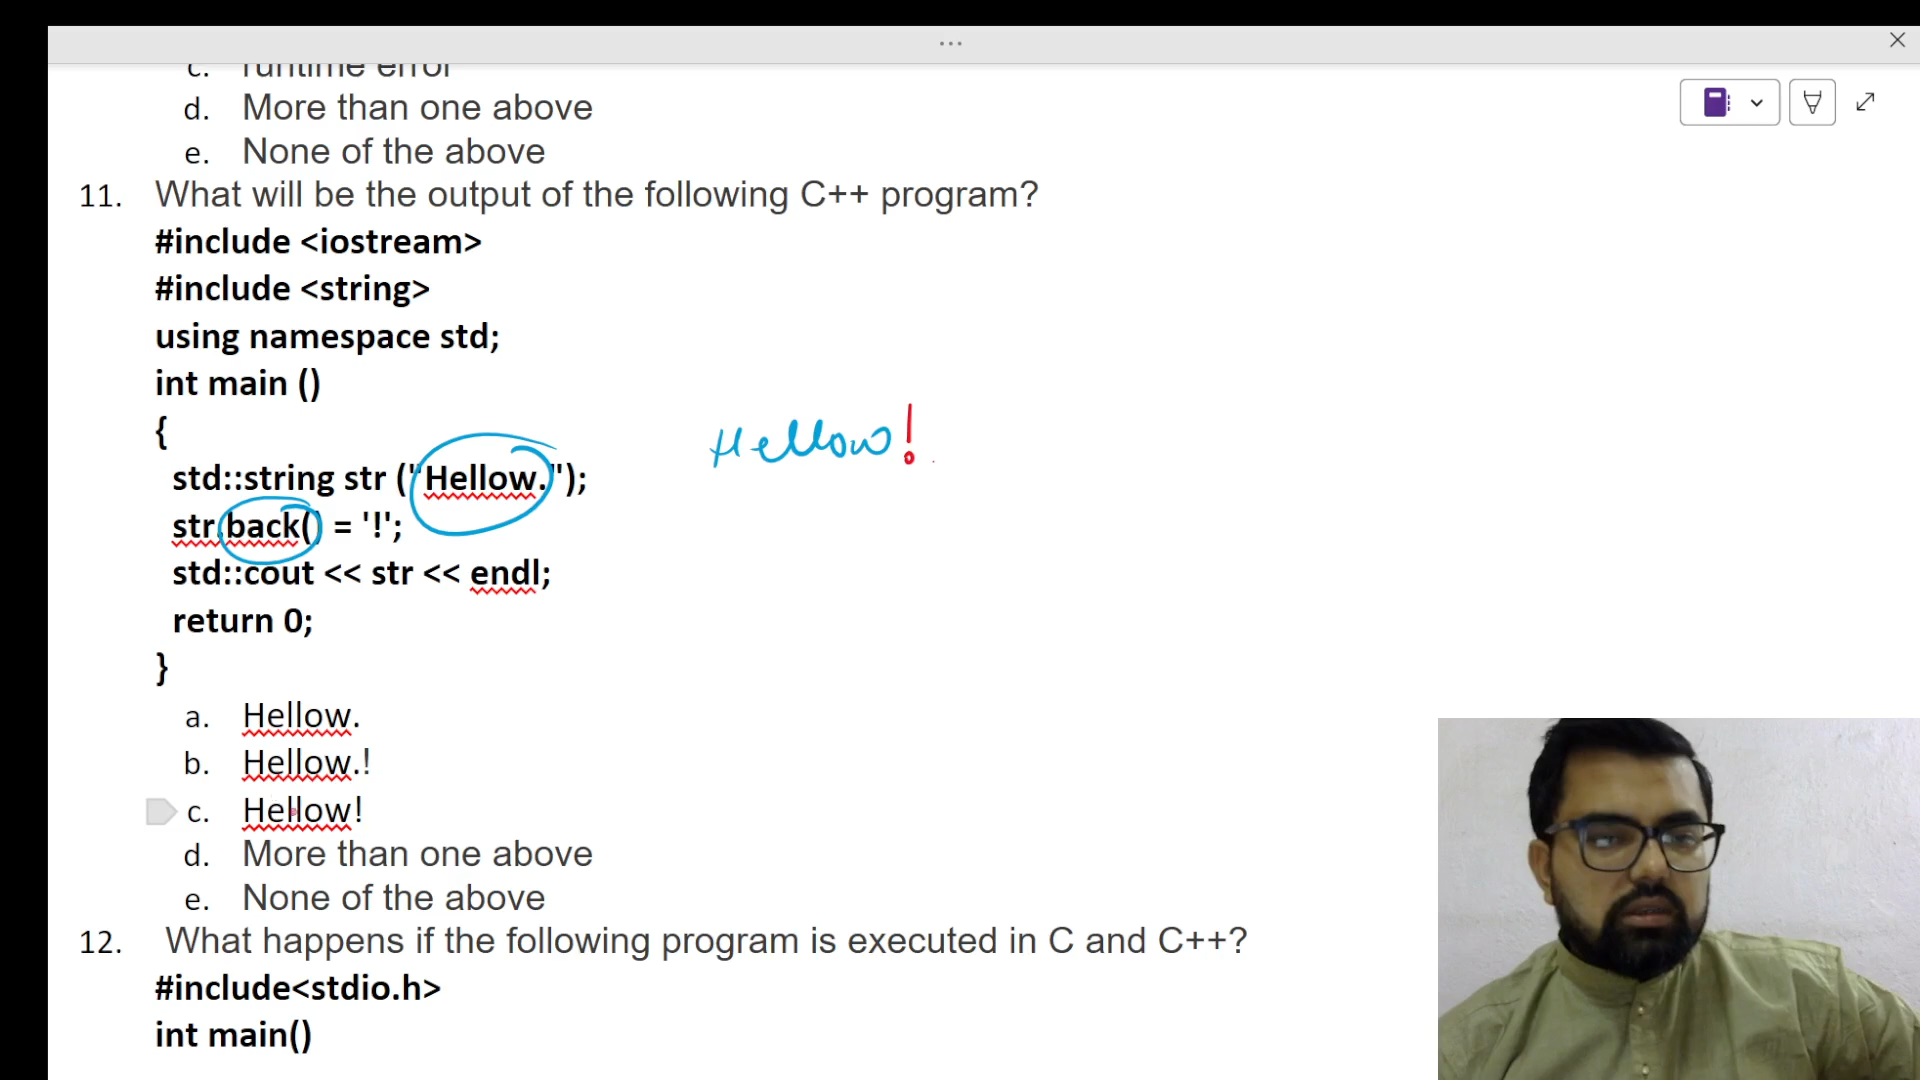 ...
c. runtime error
d. More than one above
e. None of the above
11. What will be the output of the following C++ program?
#include <iostream>
#include <string>
using namespace std;
int main ()
{
Hellow!
std::string str ("Hellow.");
str.back() = '!';
std::cout << str << endl;
return 0;
}
a. Hellow.
b. Hellow.!
c. Hellow!
d. More than one above
e. None of the above
12. What happens if the following program is executed in C and C++?
#include<stdio.h>
int main()